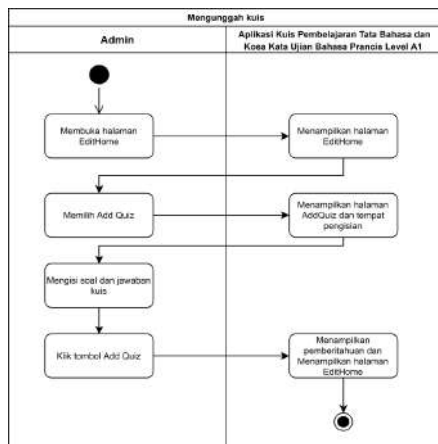 Mengunggah kuis
Admin
Aplikasi Kuis Pembelajaran Tata Bahasa dan
Kosa Kata Ujian Bahasa Prancis Level A1
Membuka halaman
EditHome
Menampilkan halaman
EditHome
Memilih Add Quiz
Menampilkan halaman
AddQuiz dan tempat
pengisian
Mengisi soal dan jawaban
kuis
Klik tombol Add Quiz
Menampilkan
pemberitahuan dan
Menampilkan halaman
EditHome